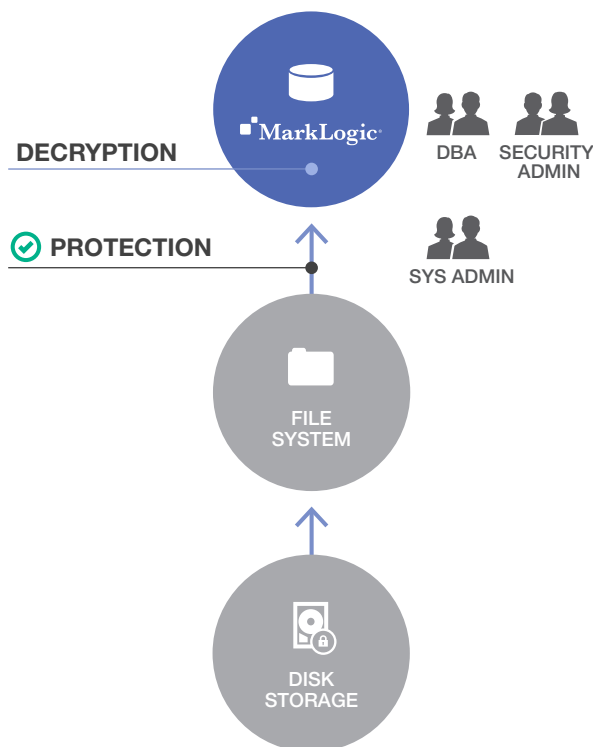 MarkLogic
DECRYPTION
DBA
SECURITY
ADMIN
PROTECTION
SYS ADMIN
FILE
SYSTEM
DISK
STORAGE